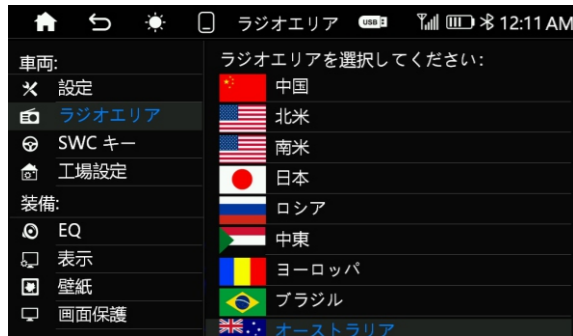 ラジオエリア USB 12:11 AM
車両:
設定
ラジオエリア
SWC キー
工場設定
装備:
EQ
表示
壁紙
画面保護
ラジオエリアを選択してください:
中国
北米
南米
日本
ロシア
中東
ヨーロッパ
ブラジル
オーストラリア